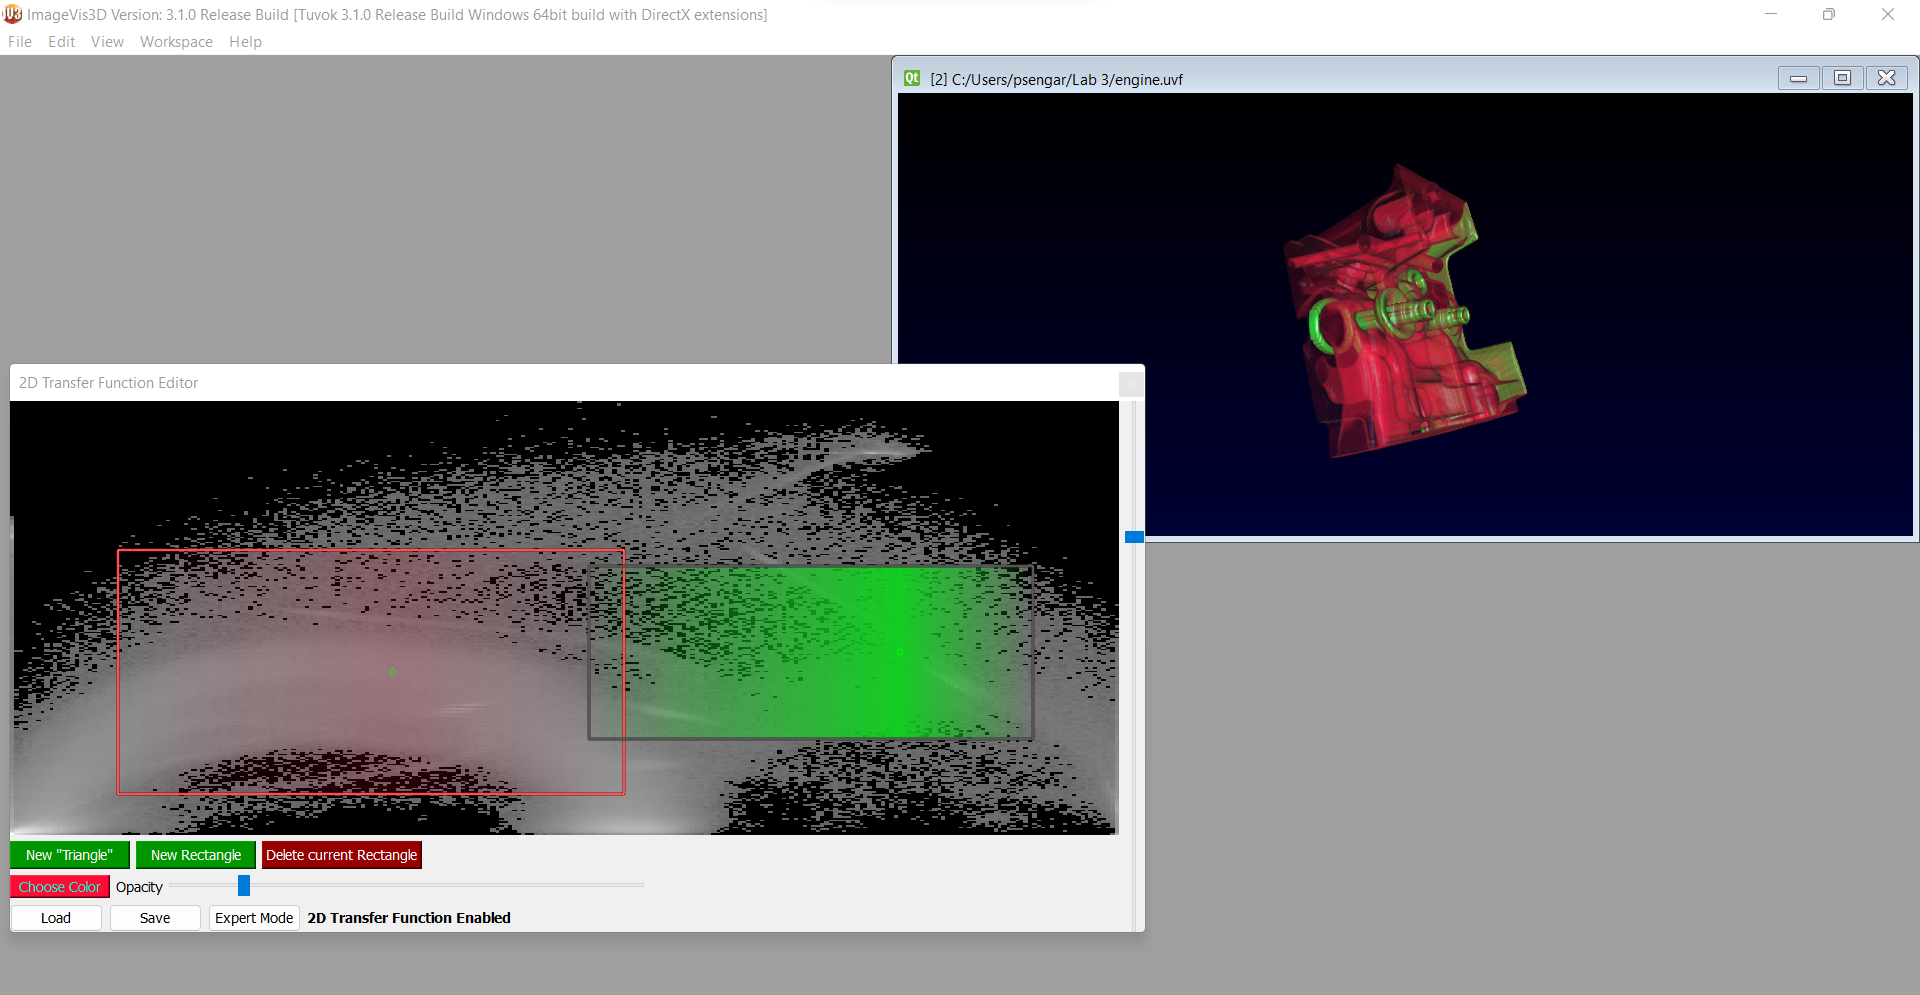 ImageVis3D Version: 3.1.0 Release Build [Tuvok 3.1.0 Release Build Windows 64bit build with DirectX extensions]
File Edit View Workspace Help
Qt [2] C:/Users/psengar/Lab 3/engine.uvf
2D Transfer Function Editor
New "Triangle" New Rectangle Delete current Rectangle
Choose Color Opacity
Load Save Expert Mode 2D Transfer Function Enabled